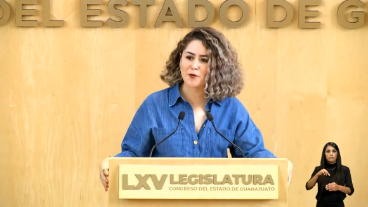 DEL ESTADO DE G
LXV LEGISLATURA
CONGRESO DEL ESTADO DE GUANAJUATO